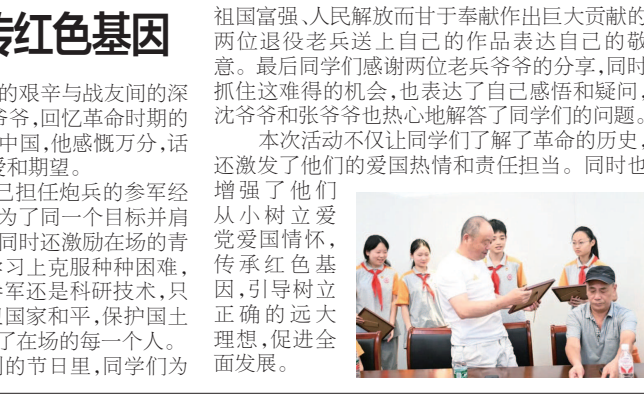 传红色基因
的艰辛与战友间的深
爷爷,回忆革命时期的
中国,他感慨万分,话
爱和期望。
己担任炮兵的参军经
为了同一个目标并肩
同时还激励在场的青
学习上克服种种困难,
军还是科研技术,只
国家和平,保护国土
了在场的每一个人。
的节日里,同学们为
祖国富强、人民解放而甘于奉献作出巨大贡献的
两位退役老兵送上自己的作品表达自己的敬
意。最后同学们感谢两位老兵爷爷的分享,同时
抓住这难得的机会,也表达了自己感悟和疑问,
沈爷爷和张爷爷也热心地解答了同学们的问题。
本次活动不仅让同学们了解了革命的历史,
还激发了他们的爱国热情和责任担当。同时也
增强了他们
从小树立爱
党爱国情怀,
传承红色基
因,引导树立
正确的远大
理想,促进全
面发展。